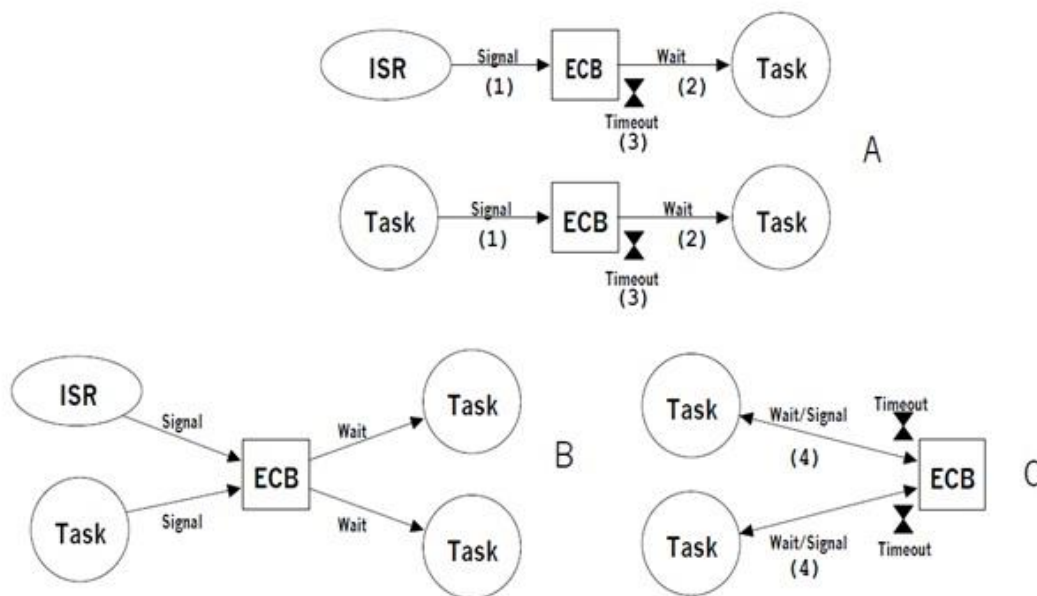 ISR Signal (1) ECB Wait (2) Task
Timeout
(3)
A
Task Signal (1) ECB Wait (2) Task
Timeout
(3)
ISR
Signal
Task
Signal
ECB
Wait
Task
Wait
Task
B
Task
Wait/Signal
(4)
Timeout
ECB
C
Task
Wait/Signal
(4)
Timeout